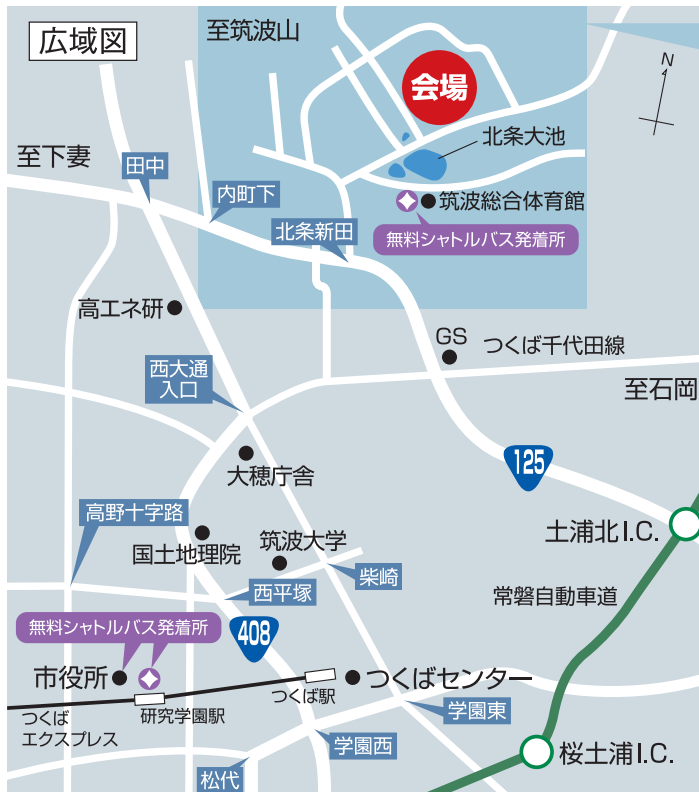 広域図
至筑波山
会場
N
北条大池
至下妻
田中
内町下
筑波総合体育館
北条新田
無料シャトルバス発着所
高エネ研
GS
つくば千代田線
西大通
入口
至石岡
大穂庁舎
125
高野十字路
土浦北I.C.
国土地理院
筑波大学
柴崎
西平塚
常磐自動車道
無料シャトルバス発着所
408
市役所
つくばセンター
つくば駅
研究学園駅
学園東
つくば
エクスプレス
学園西
桜土浦I.C.
松代